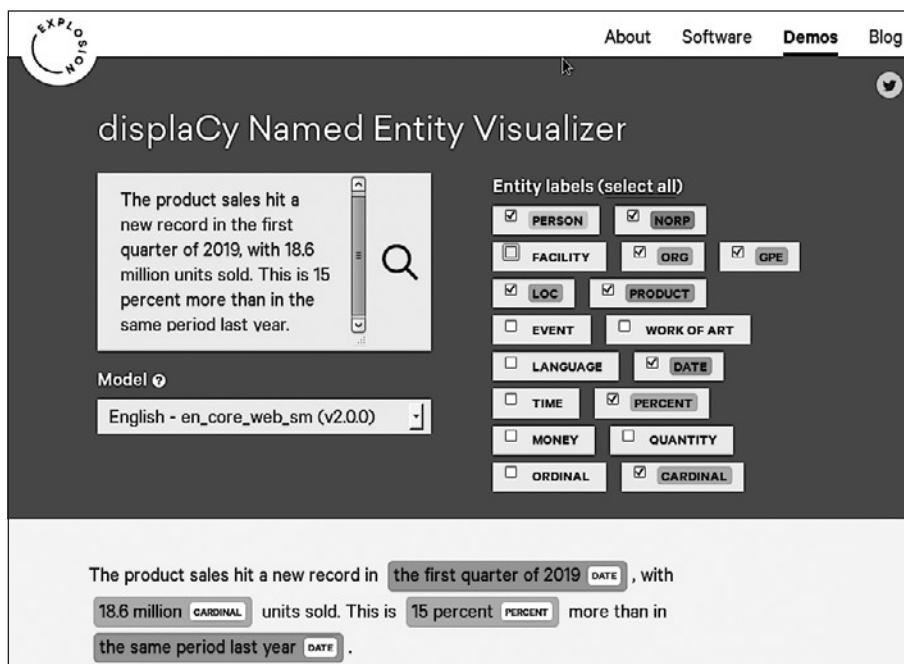 EXPLOSION
About Software Demos Blog
displaCy Named Entity Visualizer
The product sales hit a
new record in the first
quarter of 2019, with 18.6
million units sold. This is 15
percent more than in the
same period last year.
Model ?
English - en_core_web_sm (v2.0.0)
Entity labels (select all)
PERSON NORP
FACILITY ORG GPE
LOC PRODUCT
EVENT WORK OF ART
LANGUAGE DATE
TIME PERCENT
MONEY QUANTITY
ORDINAL CARDINAL
The product sales hit a new record in the first quarter of 2019 DATE , with
18.6 million CARDINAL units sold. This is 15 percent PERCENT more than in
the same period last year DATE .